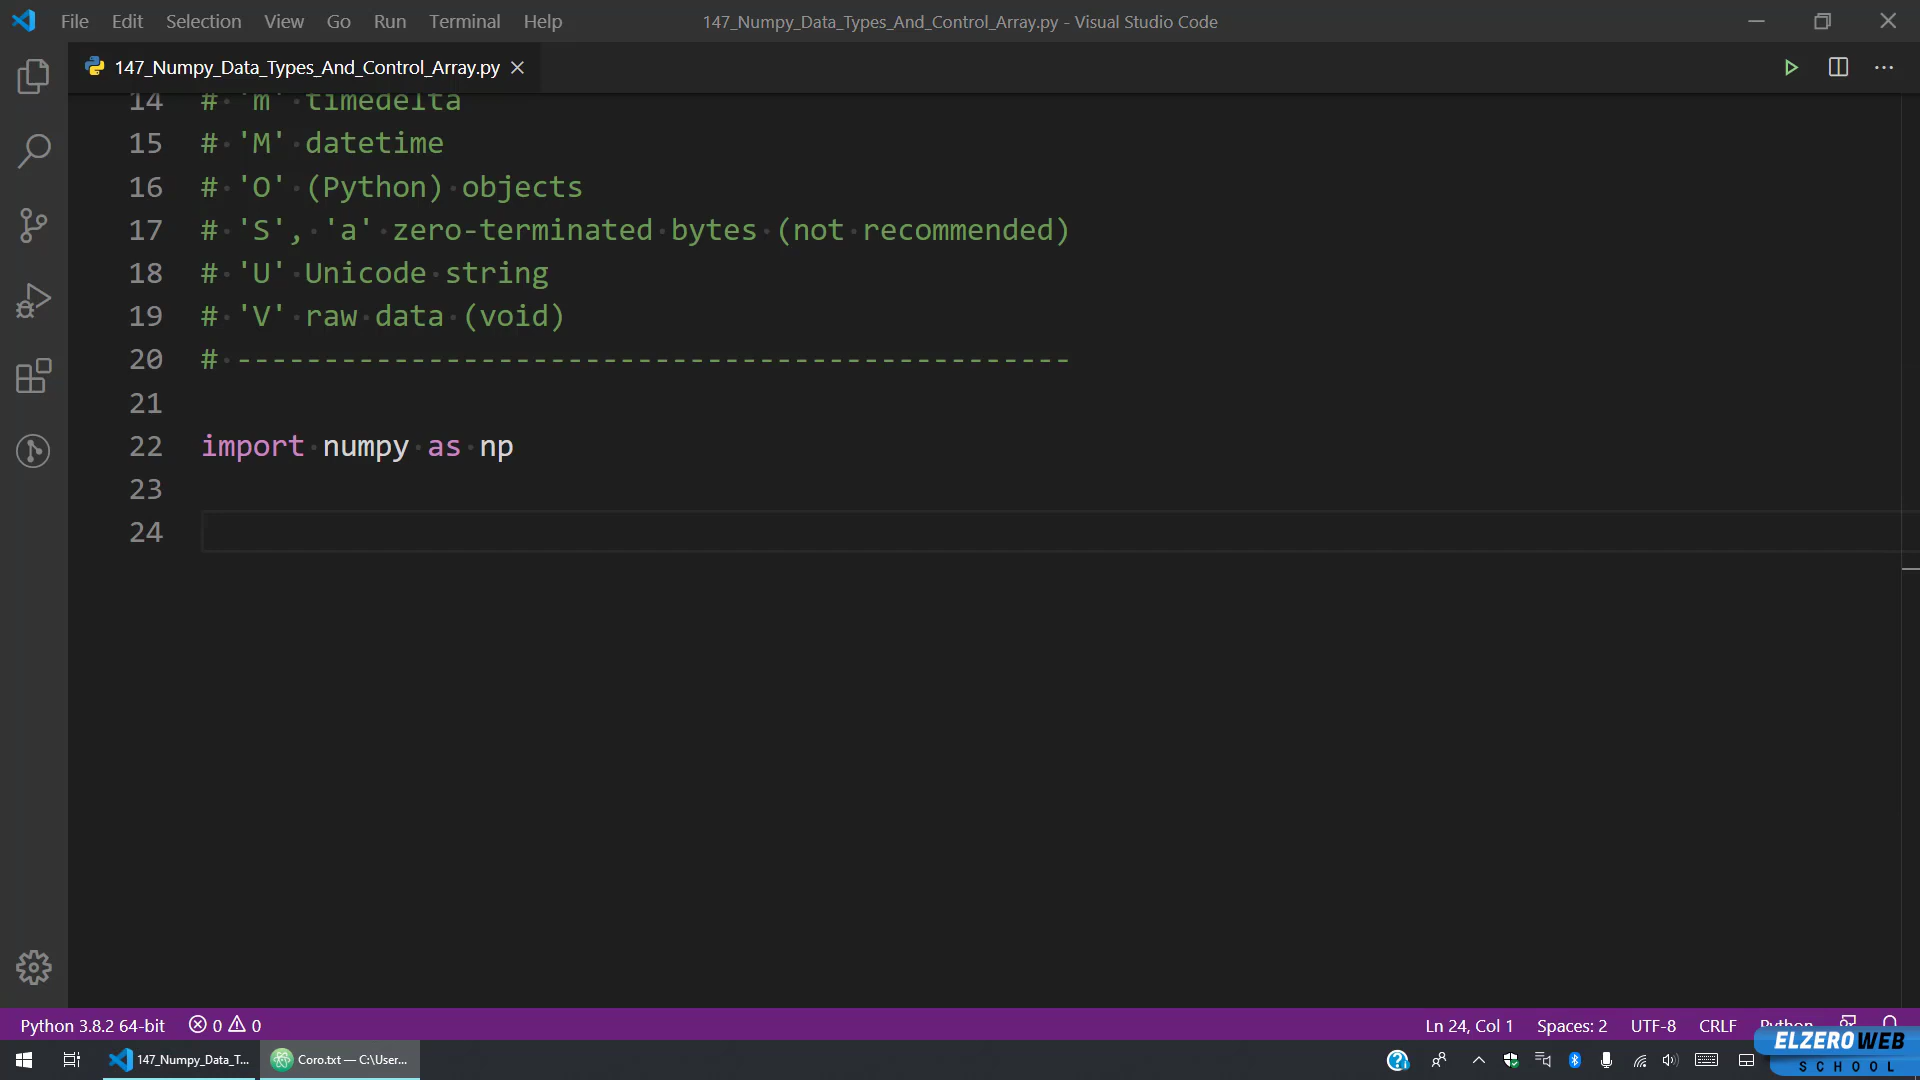 File Edit Selection View Go Run Terminal Help 147_Numpy_Data_Types_And_Control_Array.py - Visual Studio Code
147_Numpy_Data_Types_And_Control_Array.py
14 # 'm' timedelta
15 # 'M' datetime
16 # 'O' (Python) objects
17 # 'S', 'a' zero-terminated bytes (not recommended)
18 # 'U' Unicode string
19 # 'V' raw data (void)
20 # ------------------------------------------------
21
22 import numpy as np
23
24
Python 3.8.2 64-bit 0 0 Ln 24, Col 1 Spaces: 2 UTF-8 CRLF Python
147_Numpy_Data_T... Coro.txt — C:\User...
ELZEROWEB
SCHOOL